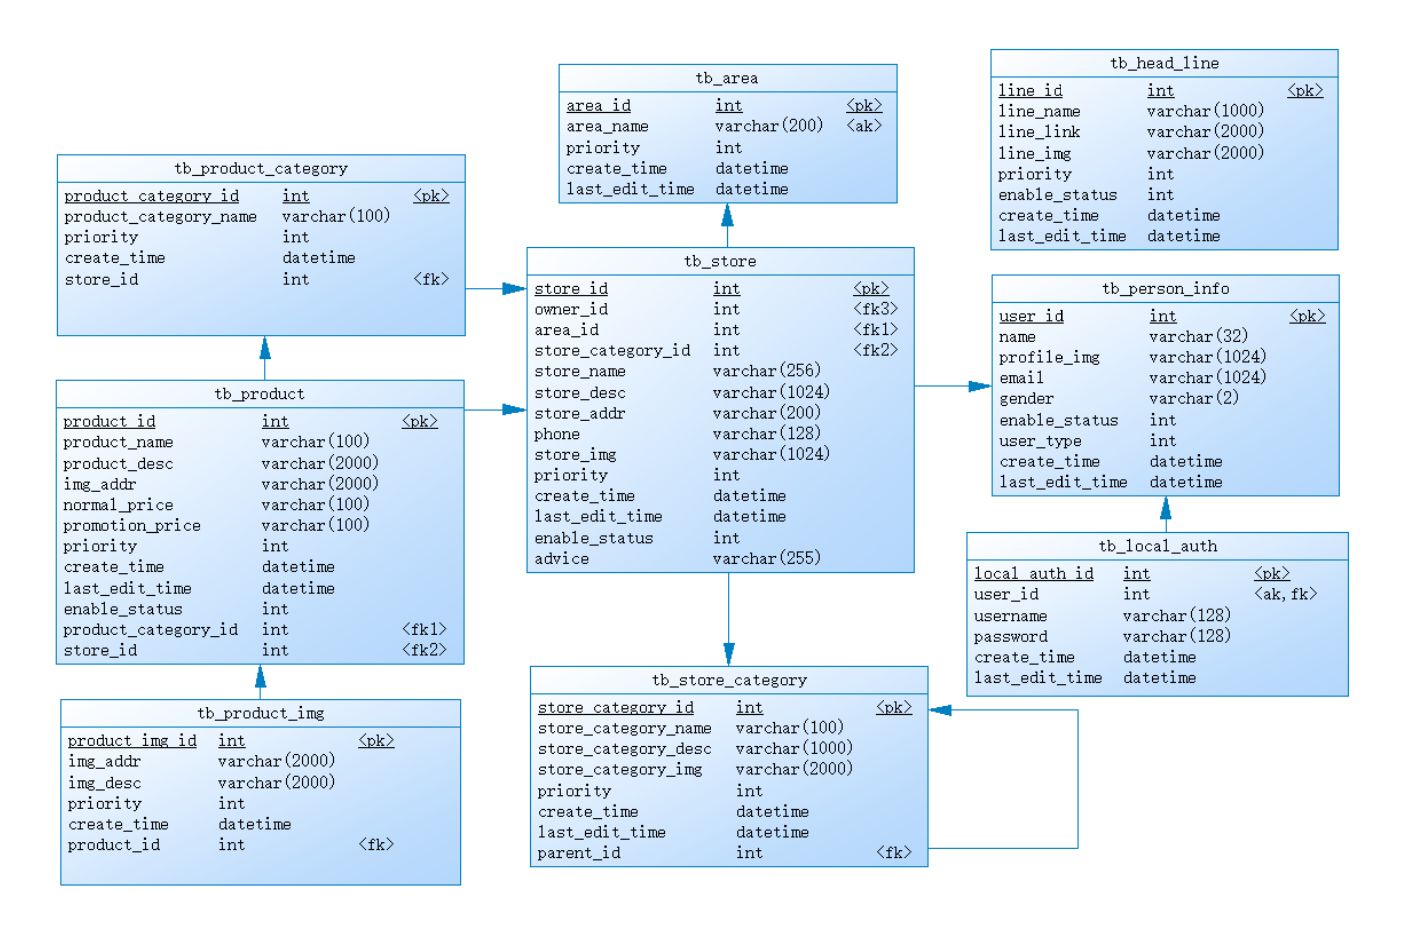 tb_area
area_id int <pk>
area_name varchar(200) <ak>
priority int
create_time datetime
last_edit_time datetime
tb_head_line
line_id int <pk>
line_name varchar(1000)
line_link varchar(2000)
line_img varchar(2000)
priority int
enable_status int
create_time datetime
last_edit_time datetime
tb_product_category
product_category_id int <pk>
product_category_name varchar(100)
priority int
create_time datetime
store_id int <fk>
tb_store
store_id int <pk>
owner_id int <fk3>
area_id int <fk1>
store_category_id int <fk2>
store_name varchar(256)
store_desc varchar(1024)
store_addr varchar(200)
phone varchar(128)
store_img varchar(1024)
priority int
create_time datetime
last_edit_time datetime
enable_status int
advice varchar(255)
tb_person_info
user_id int <pk>
name varchar(32)
profile_img varchar(1024)
email varchar(1024)
gender varchar(2)
enable_status int
user_type int
create_time datetime
last_edit_time datetime
tb_product
product_id int <pk>
product_name varchar(100)
product_desc varchar(2000)
img_addr varchar(2000)
normal_price varchar(100)
promotion_price varchar(100)
priority int
create_time datetime
last_edit_time datetime
enable_status int
product_category_id int <fk1>
store_id int <fk2>
tb_local_auth
local_auth_id int <pk>
user_id int <ak,fk>
username varchar(128)
password varchar(128)
create_time datetime
last_edit_time datetime
tb_product_img
product_img_id int <pk>
img_addr varchar(2000)
img_desc varchar(2000)
priority int
create_time datetime
product_id int <fk>
tb_store_category
store_category_id int <pk>
store_category_name varchar(100)
store_category_desc varchar(1000)
store_category_img varchar(2000)
priority int
create_time datetime
last_edit_time datetime
parent_id int <fk>